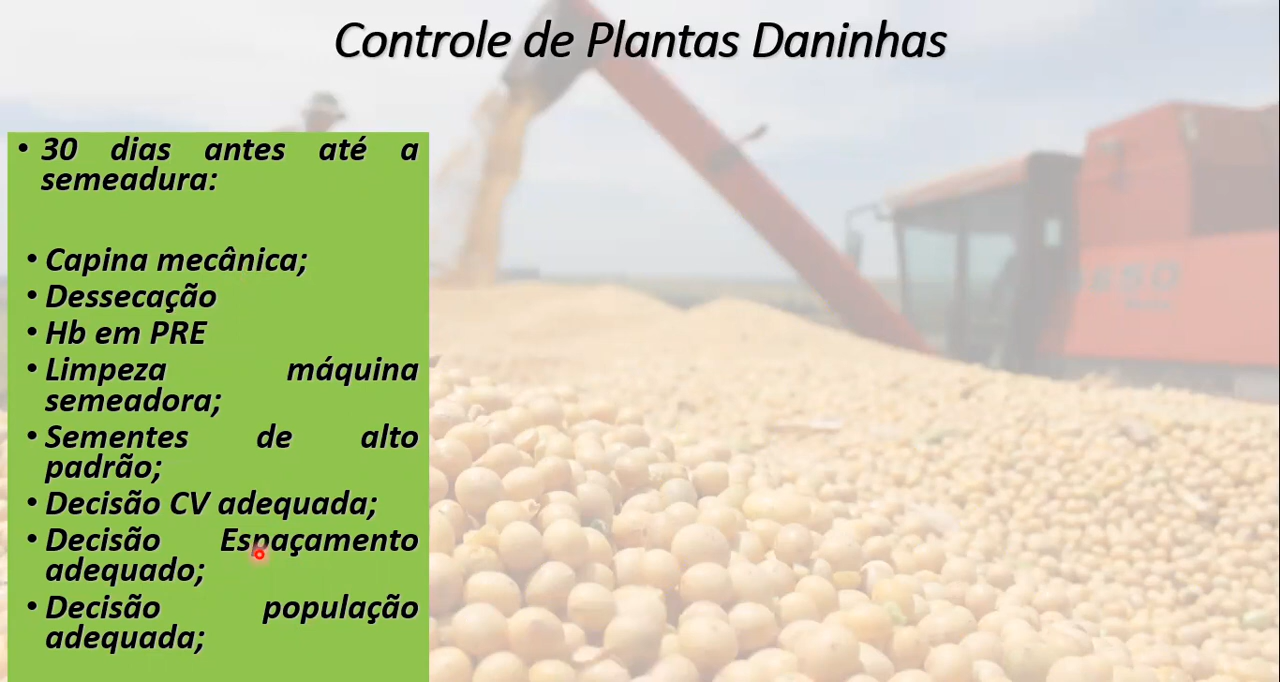 Controle de Plantas Daninhas
• 30 dias antes até a
semeadura:
• Capina mecânica;
• Dessecação
• Hb em PRE
• Limpeza máquina
semeadora;
• Sementes de alto
padrão;
• Decisão CV adequada;
• Decisão Espaçamento
adequado;
• Decisão população
adequada;